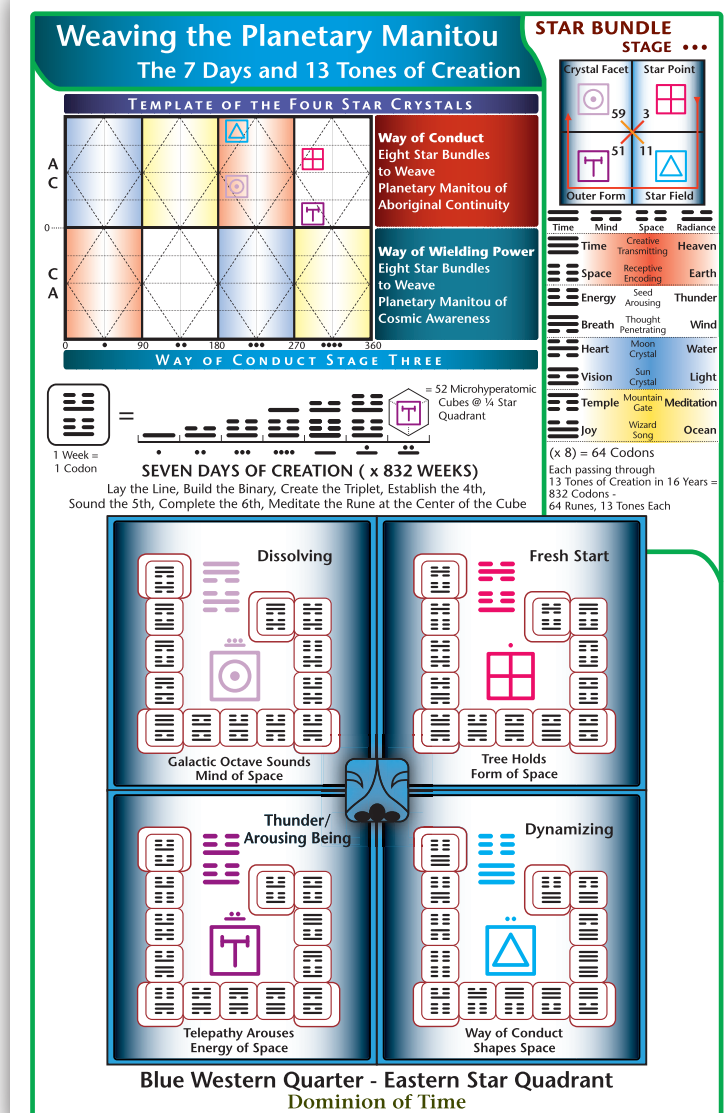 Weaving the Planetary Manitou
The 7 Days and 13 Tones of Creation
STAR BUNDLE
STAGE •••
TEMPLATE OF THE FOUR STAR CRYSTALS
A
C
0
C
A
0 • 90 •• 180 ••• 270 •••• 360
Way of Conduct
Eight Star Bundles
to Weave
Planetary Manitou of
Aboriginal Continuity
Way of Wielding Power
Eight Star Bundles
to Weave
Planetary Manitou of
Cosmic Awareness
WAY OF CONDUCT STAGE THREE
Crystal Facet Star Point
59 3
51 11
Outer Form Star Field
Time Mind Space Radiance
Time Creative Transmitting Heaven
Space Receptive Encoding Earth
Energy Seed Arousing Thunder
Breath Thought Penetrating Wind
Heart Moon Crystal Water
Vision Sun Crystal Light
Temple Mountain Gate Meditation
Joy Wizard Song Ocean
(x 8) = 64 Codons
Each passing through
13 Tones of Creation in 16 Years =
832 Codons -
64 Runes, 13 Tones Each
1 Week =
1 Codon
=
= 52 Microhyperatomic
Cubes @ ¼ Star
Quadrant
SEVEN DAYS OF CREATION ( x 832 WEEKS)
Lay the Line, Build the Binary, Create the Triplet, Establish the 4th,
Sound the 5th, Complete the 6th, Meditate the Rune at the Center of the Cube
Dissolving
Galactic Octave Sounds
Mind of Space
Fresh Start
Tree Holds
Form of Space
Thunder/
Arousing Being
Telepathy Arouses
Energy of Space
Dynamizing
Way of Conduct
Shapes Space
Blue Western Quarter - Eastern Star Quadrant
Dominion of Time